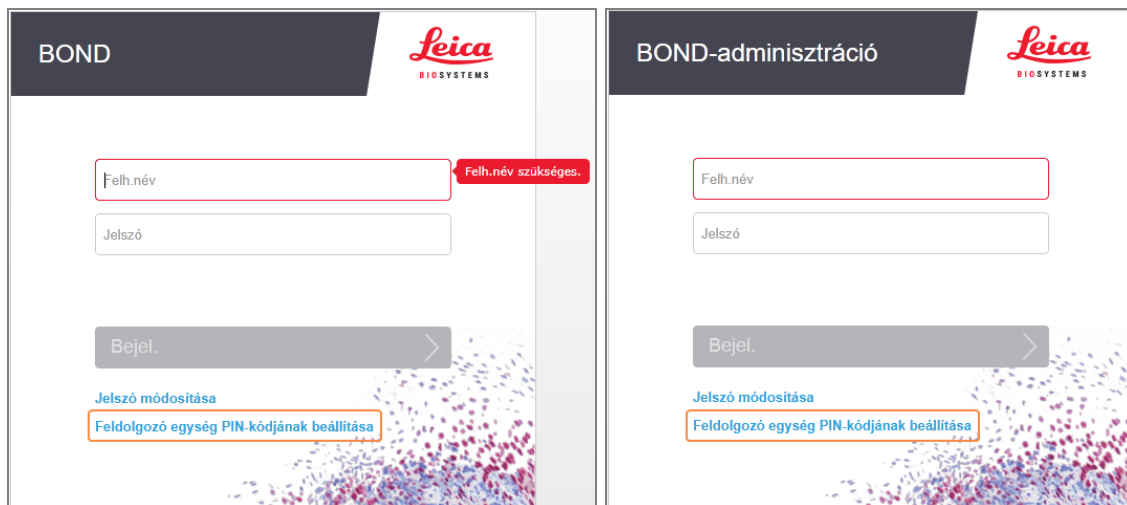 BOND
Leica
BIOSYSTEMS
Felh.név
Felh.név szükséges.
Jelszó
Bejel.
Jelszó módosítása
Feldolgozó egység PIN-kódjának beállítása
BOND-adminisztráció
Leica
BIOSYSTEMS
Felh.név
Jelszó
Bejel.
Jelszó módosítása
Feldolgozó egység PIN-kódjának beállítása